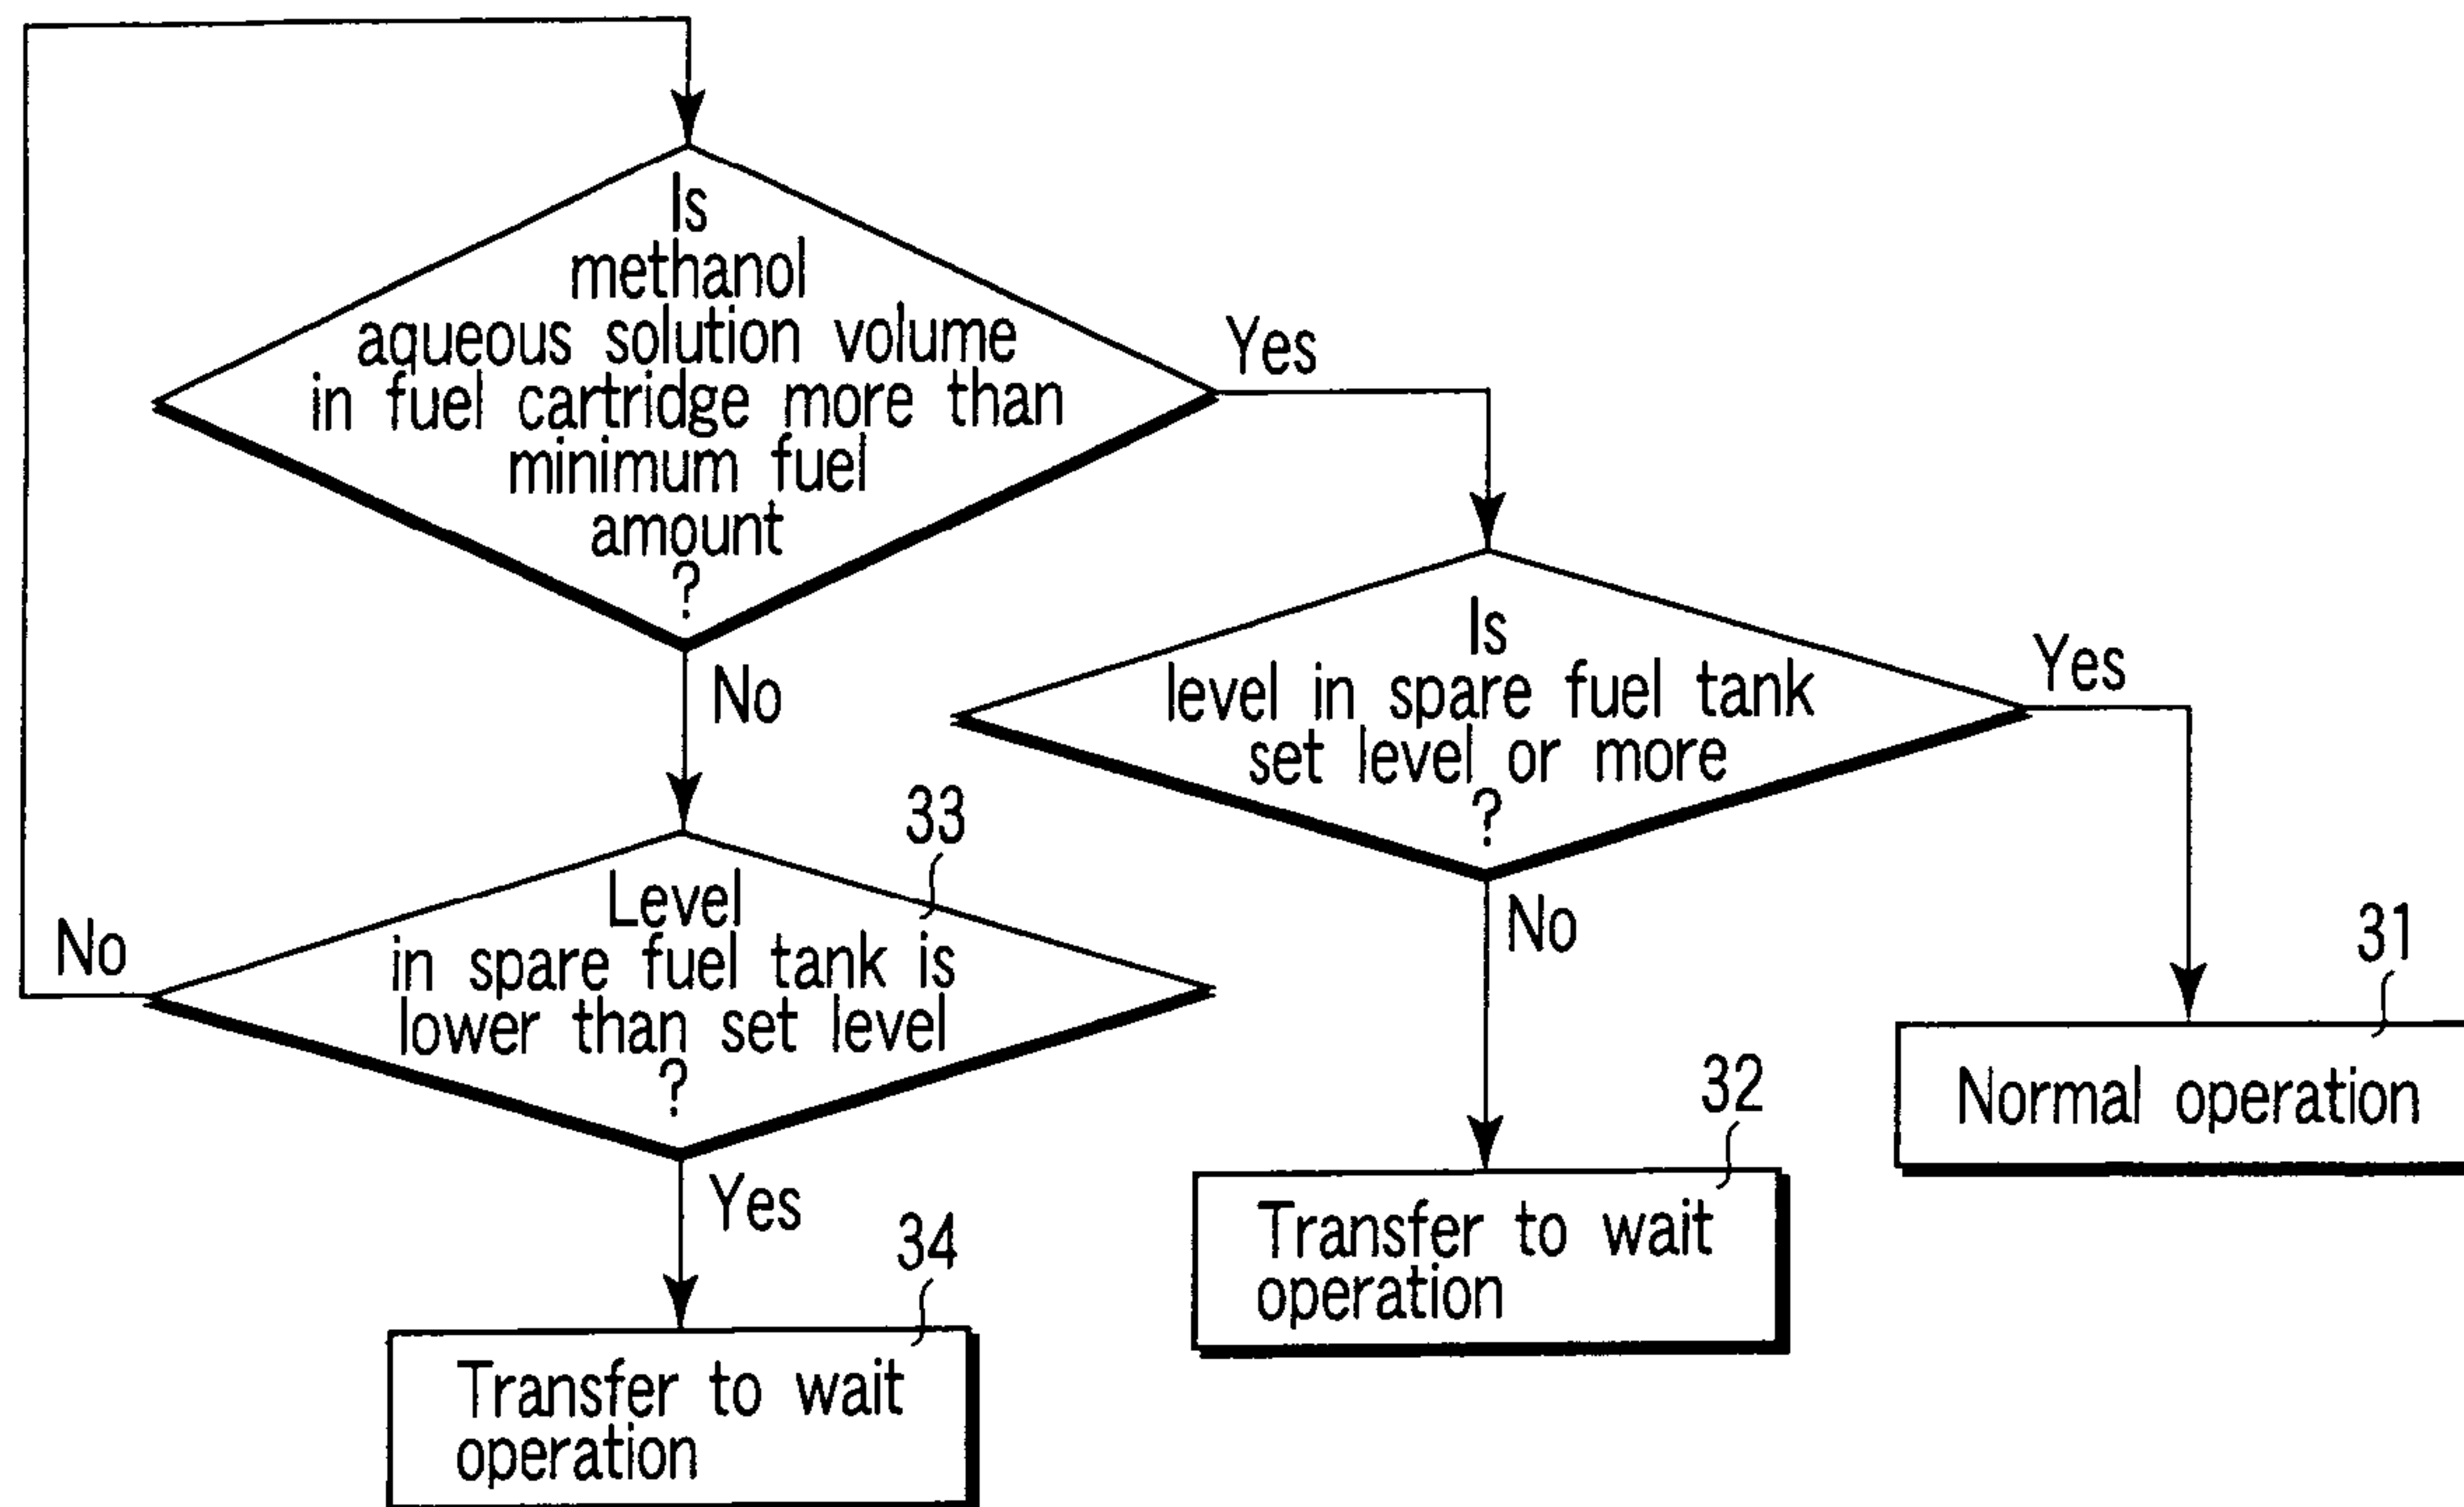 Is
methanol
aqueous solution volume
in fuel cartridge more than
minimum fuel
amount
?
Yes
No
Is
level in spare fuel tank
set level or more
?
Yes
No
33
Level
in spare fuel tank is
lower than set level
?
No
Yes
31
Normal operation
32
Transfer to wait
operation
34
Transfer to wait
operation